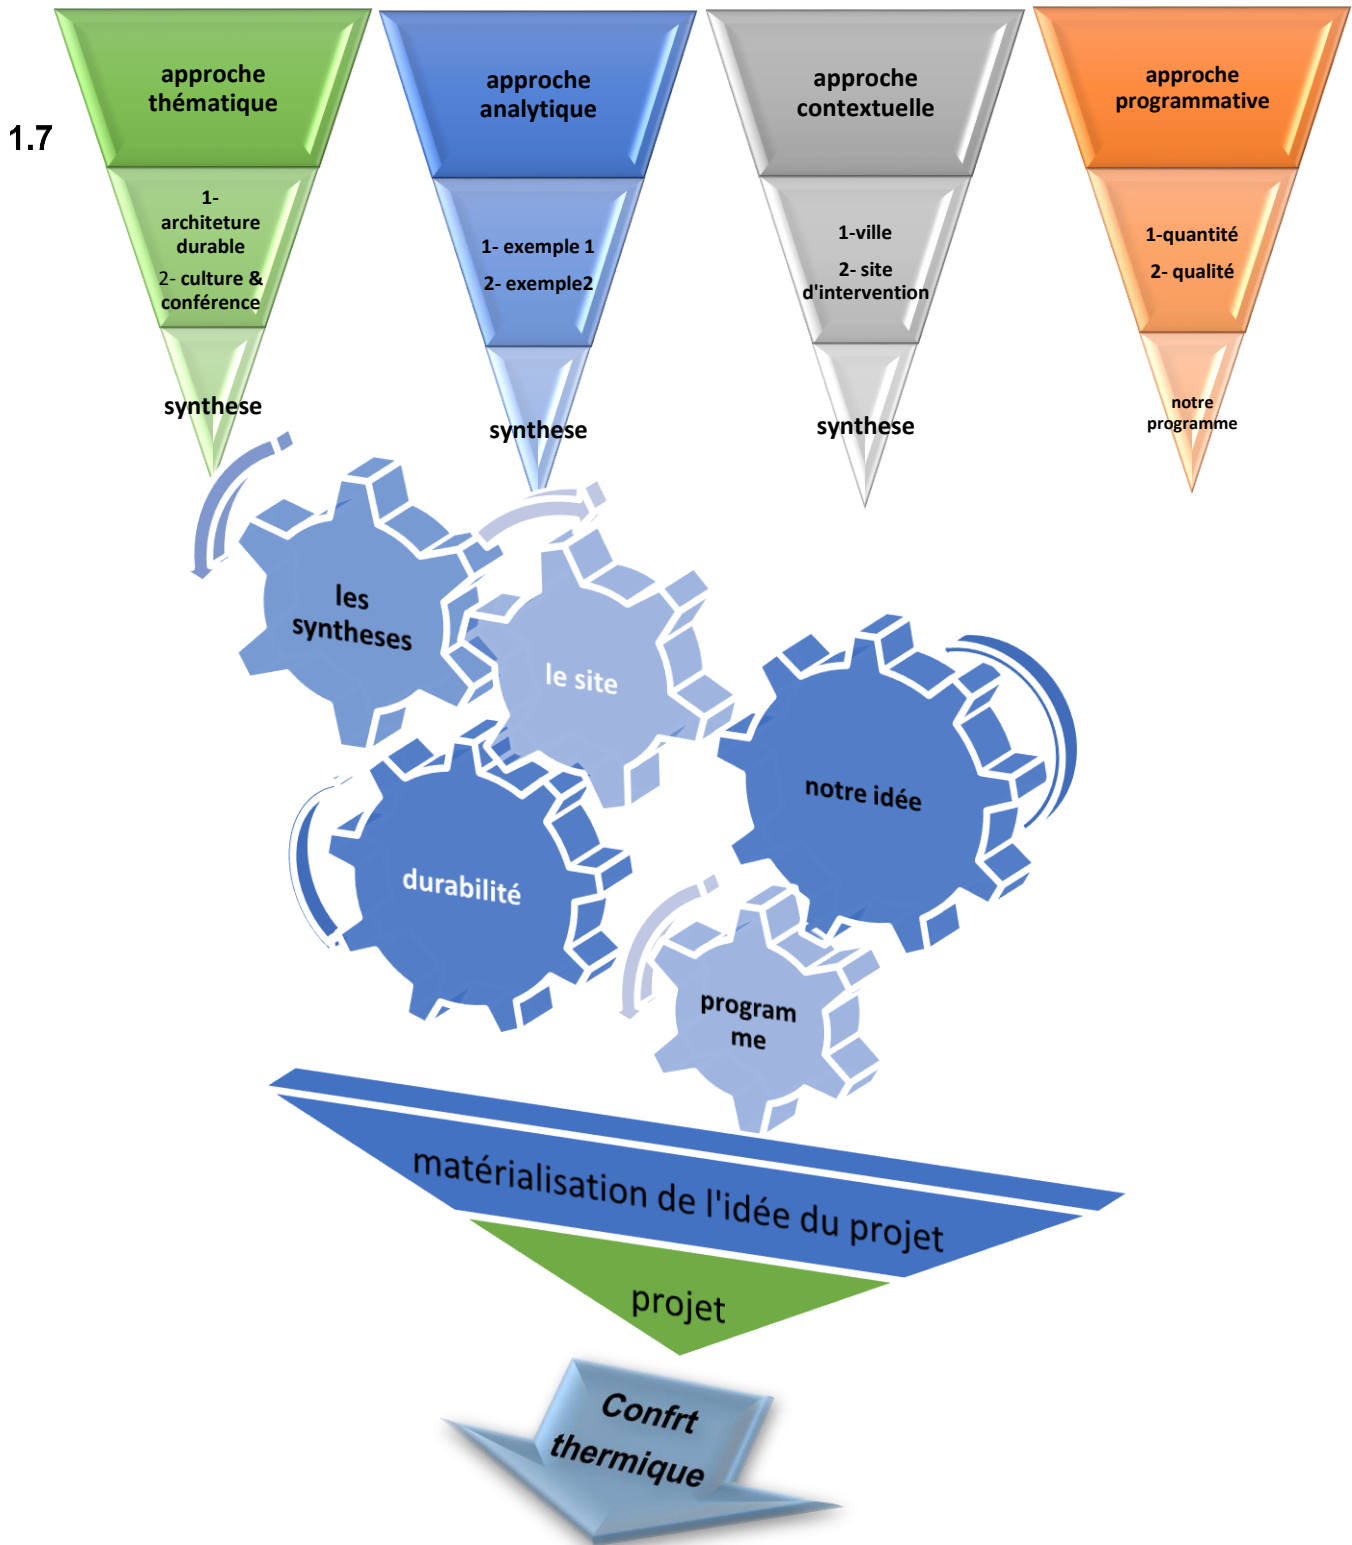 1.7
approche
thématique
1-
architeture
durable
2- culture &
conférence
synthese
approche
analytique
1- exemple 1
2- exemple2
synthese
approche
contextuelle
1-ville
2- site
d'intervention
synthese
approche
programmative
1-quantité
2- qualité
notre
programme
les
syntheses
le site
notre idée
durabilité
program
me
matérialisation de l'idée du projet
projet
Confrt
thermique